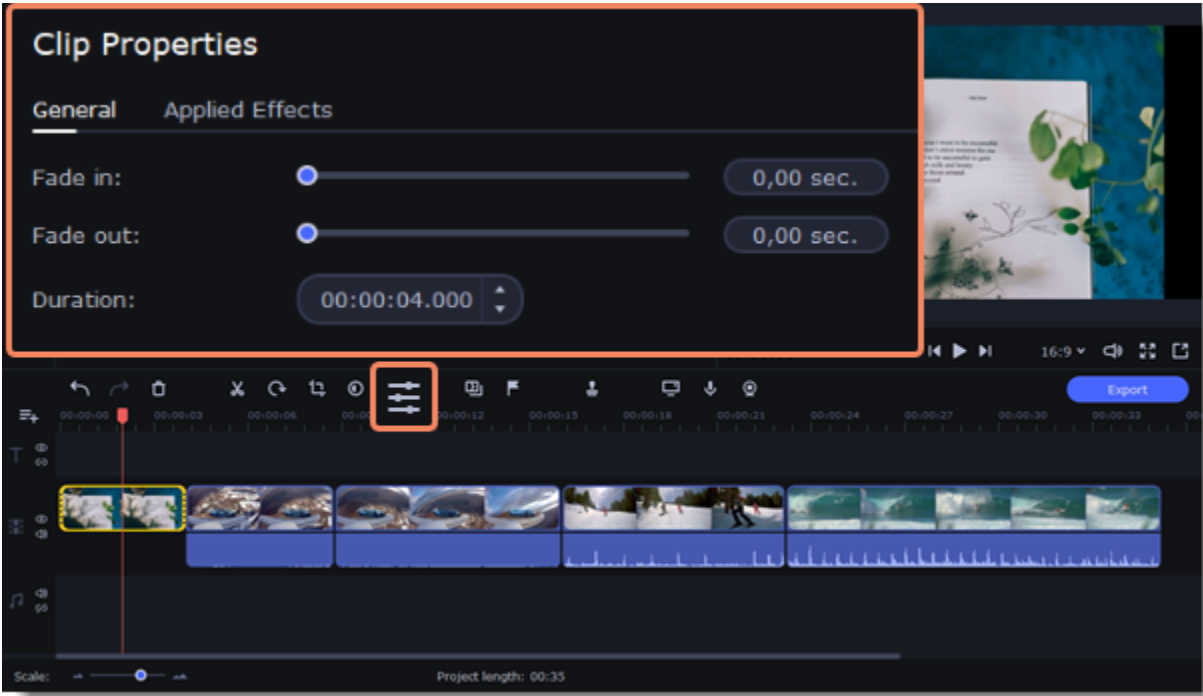 Clip Properties
General Applied Effects
Fade in: 0,00 sec.
Fade out: 0,00 sec.
Duration: 00:00:04.000
16:9
Export
00:00:00 00:00:03 00:00:06 00:00:12 00:00:15 00:00:18 00:00:21 00:00:24 00:00:27 00:00:30 00:00:33
T
Scale: Project length: 00:35